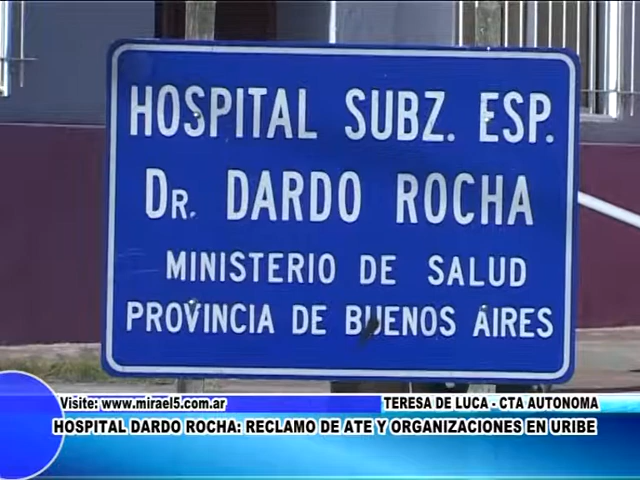 HOSPITAL SUBZ. ESP.
DR. DARDO ROCHA
MINISTERIO DE SALUD
PROVINCIA DE BUENOS AIRES
Visite: www.mirael5.com.ar
TERESA DE LUCA - CTA AUTONOMA
HOSPITAL DARDO ROCHA: RECLAMO DE ATE Y ORGANIZACIONES EN URIBE